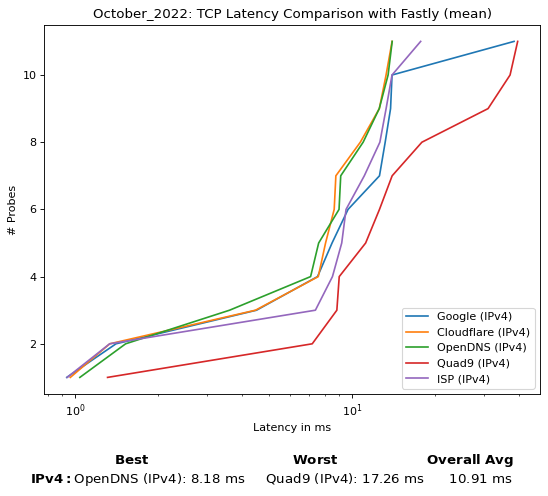 October_2022: TCP Latency Comparison with Fastly (mean)
10
8
6
4
2
# Probes
10⁰
10¹
Latency in ms
Google (IPv4)
Cloudflare (IPv4)
OpenDNS (IPv4)
Quad9 (IPv4)
ISP (IPv4)
Best Worst Overall Avg
IPv4: OpenDNS (IPv4): 8.18 ms Quad9 (IPv4): 17.26 ms 10.91 ms